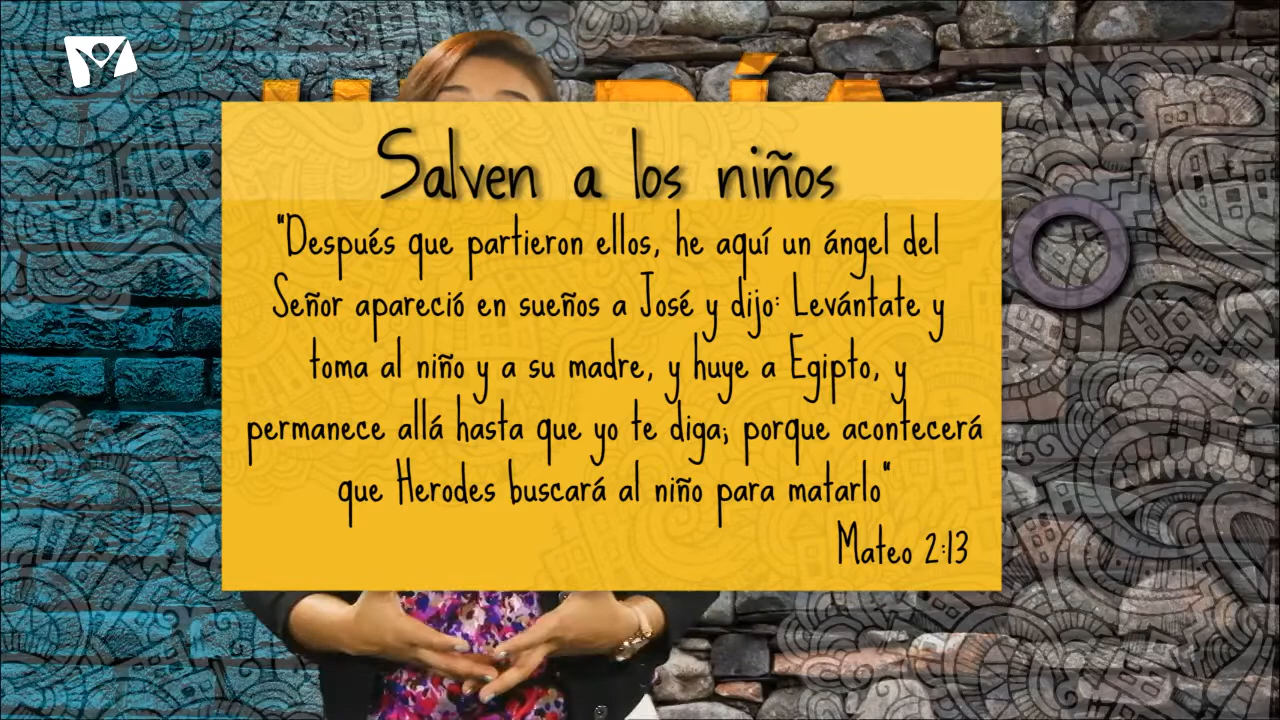 Salven a los niños
"Después que partieron ellos, he aquí un ángel del
Señor apareció en sueños a José y dijo: Levántate y
toma al niño y a su madre, y huye a Egipto, y
permanece allá hasta que yo te diga; porque acontecerá
que Herodes buscará al niño para matarlo"
Mateo 2:13